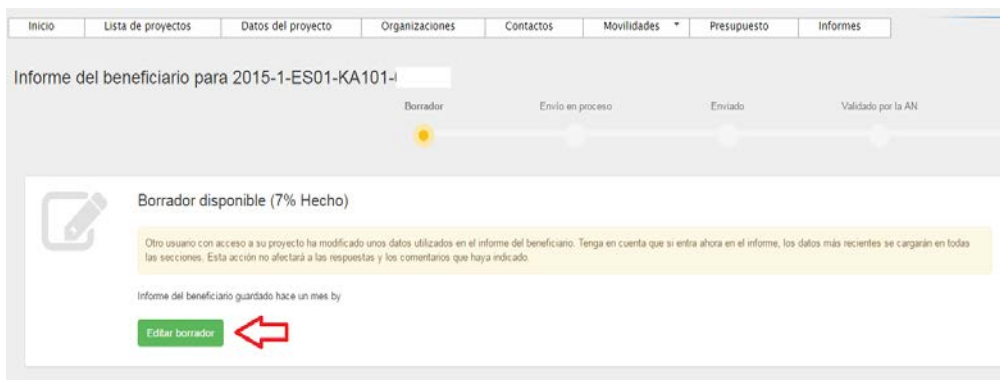 Inicio Lista de proyectos Datos del proyecto Organizaciones Contactos Movilidades Presupuesto Informes
Informe del beneficiario para 2015-1-ES01-KA101-
Borrador Envío en proceso Enviado Validado por la AN
Borrador disponible (7% Hecho)
Otro usuario con acceso a su proyecto ha modificado unos datos utilizados en el informe del beneficiario. Tenga en cuenta que si entra ahora en el informe, los datos más recientes se cargarán en todas
las secciones. Esta acción no afectará a las respuestas y los comentarios que haya indicado.
Informe del beneficiario guardado hace un mes by
Editar borrador